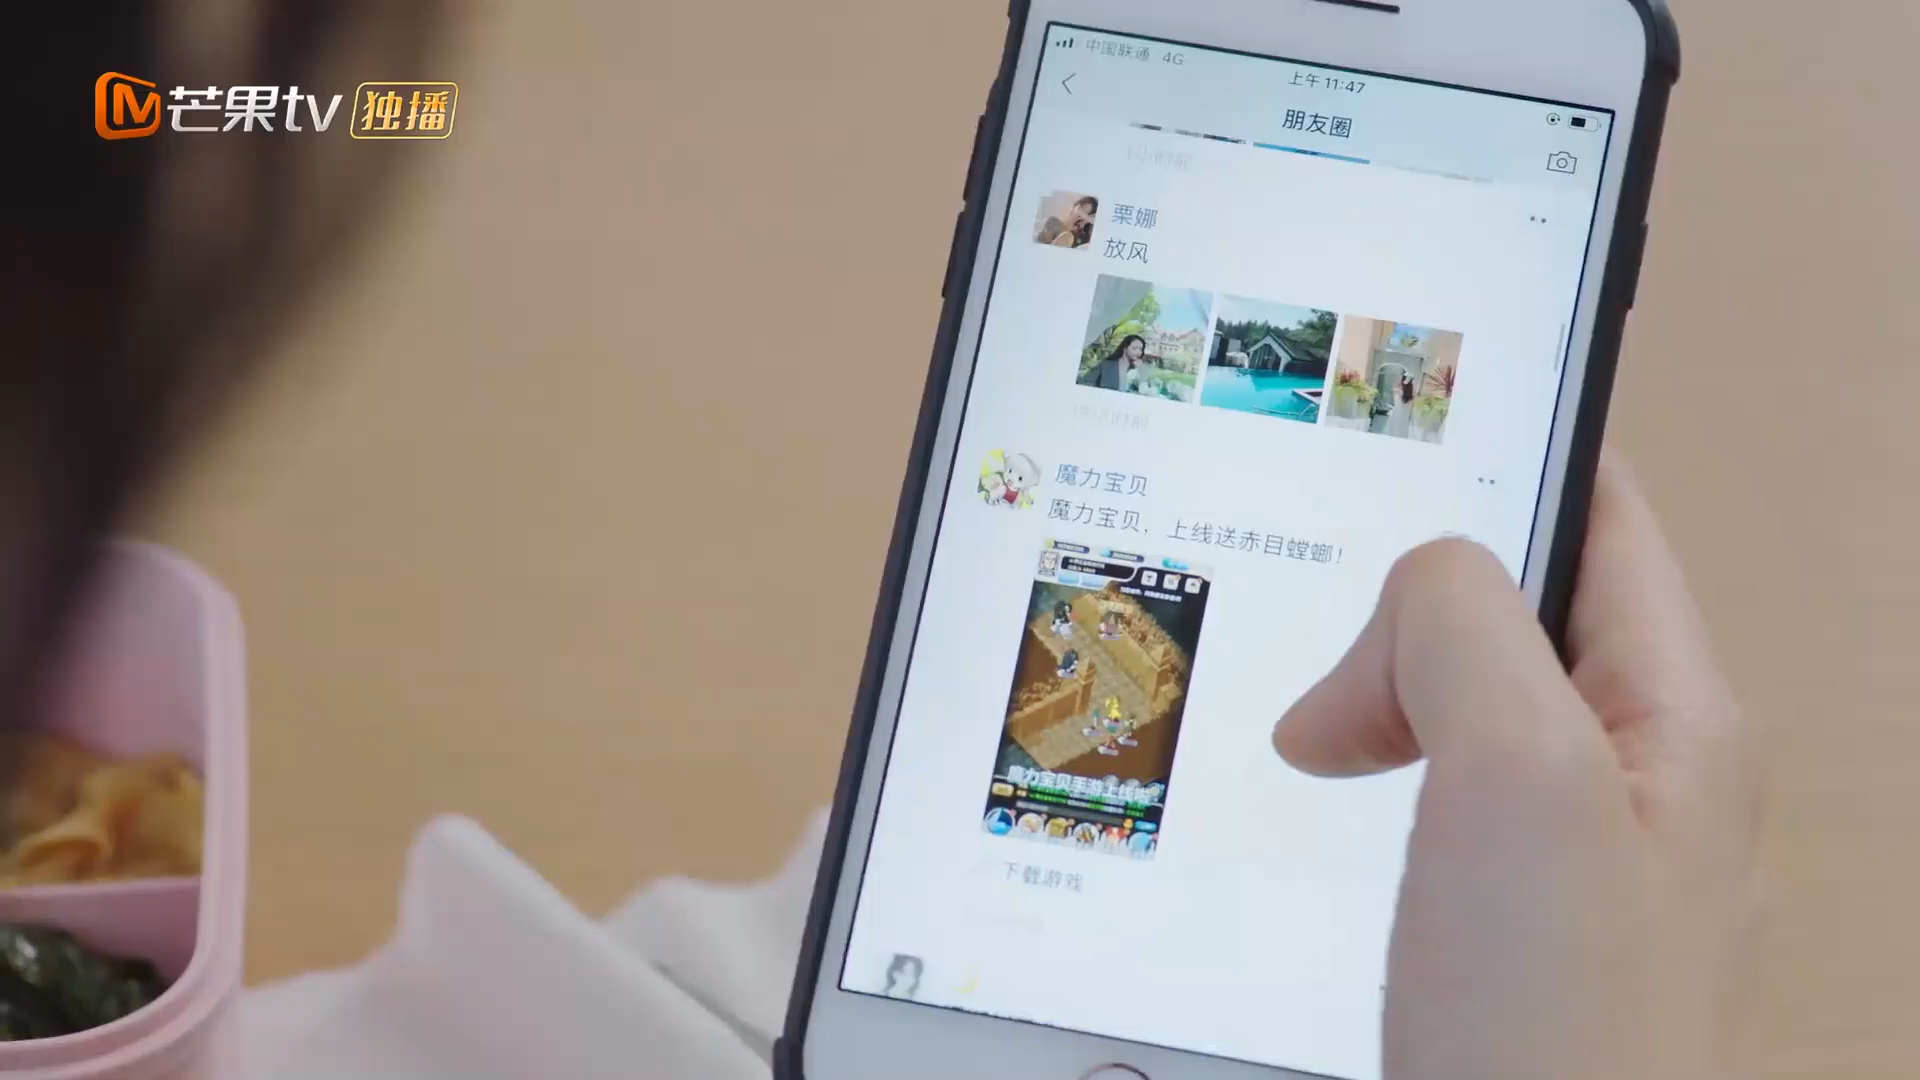 芒果tv 独播
中国联通 4G
上午 11:47
朋友圈
栗娜
放风
魔力宝贝
魔力宝贝，上线送赤目螳螂！
魔力宝贝手游上线啦
下载游戏